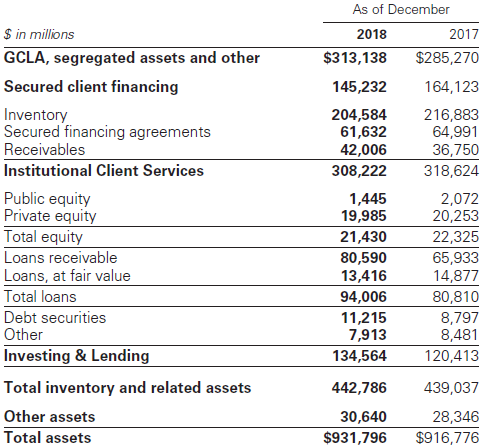 As of December
$ in millions 2018 2017
GCLA, segregated assets and other $313,138 $285,270
Secured client financing 145,232 164,123
Inventory 204,584 216,883
Secured financing agreements 61,632 64,991
Receivables 42,006 36,750
Institutional Client Services 308,222 318,624
Public equity 1,445 2,072
Private equity 19,985 20,253
Total equity 21,430 22,325
Loans receivable 80,590 65,933
Loans, at fair value 13,416 14,877
Total loans 94,006 80,810
Debt securities 11,215 8,797
Other 7,913 8,481
Investing & Lending 134,564 120,413
Total inventory and related assets 442,786 439,037
Other assets 30,640 28,346
Total assets $931,796 $916,776